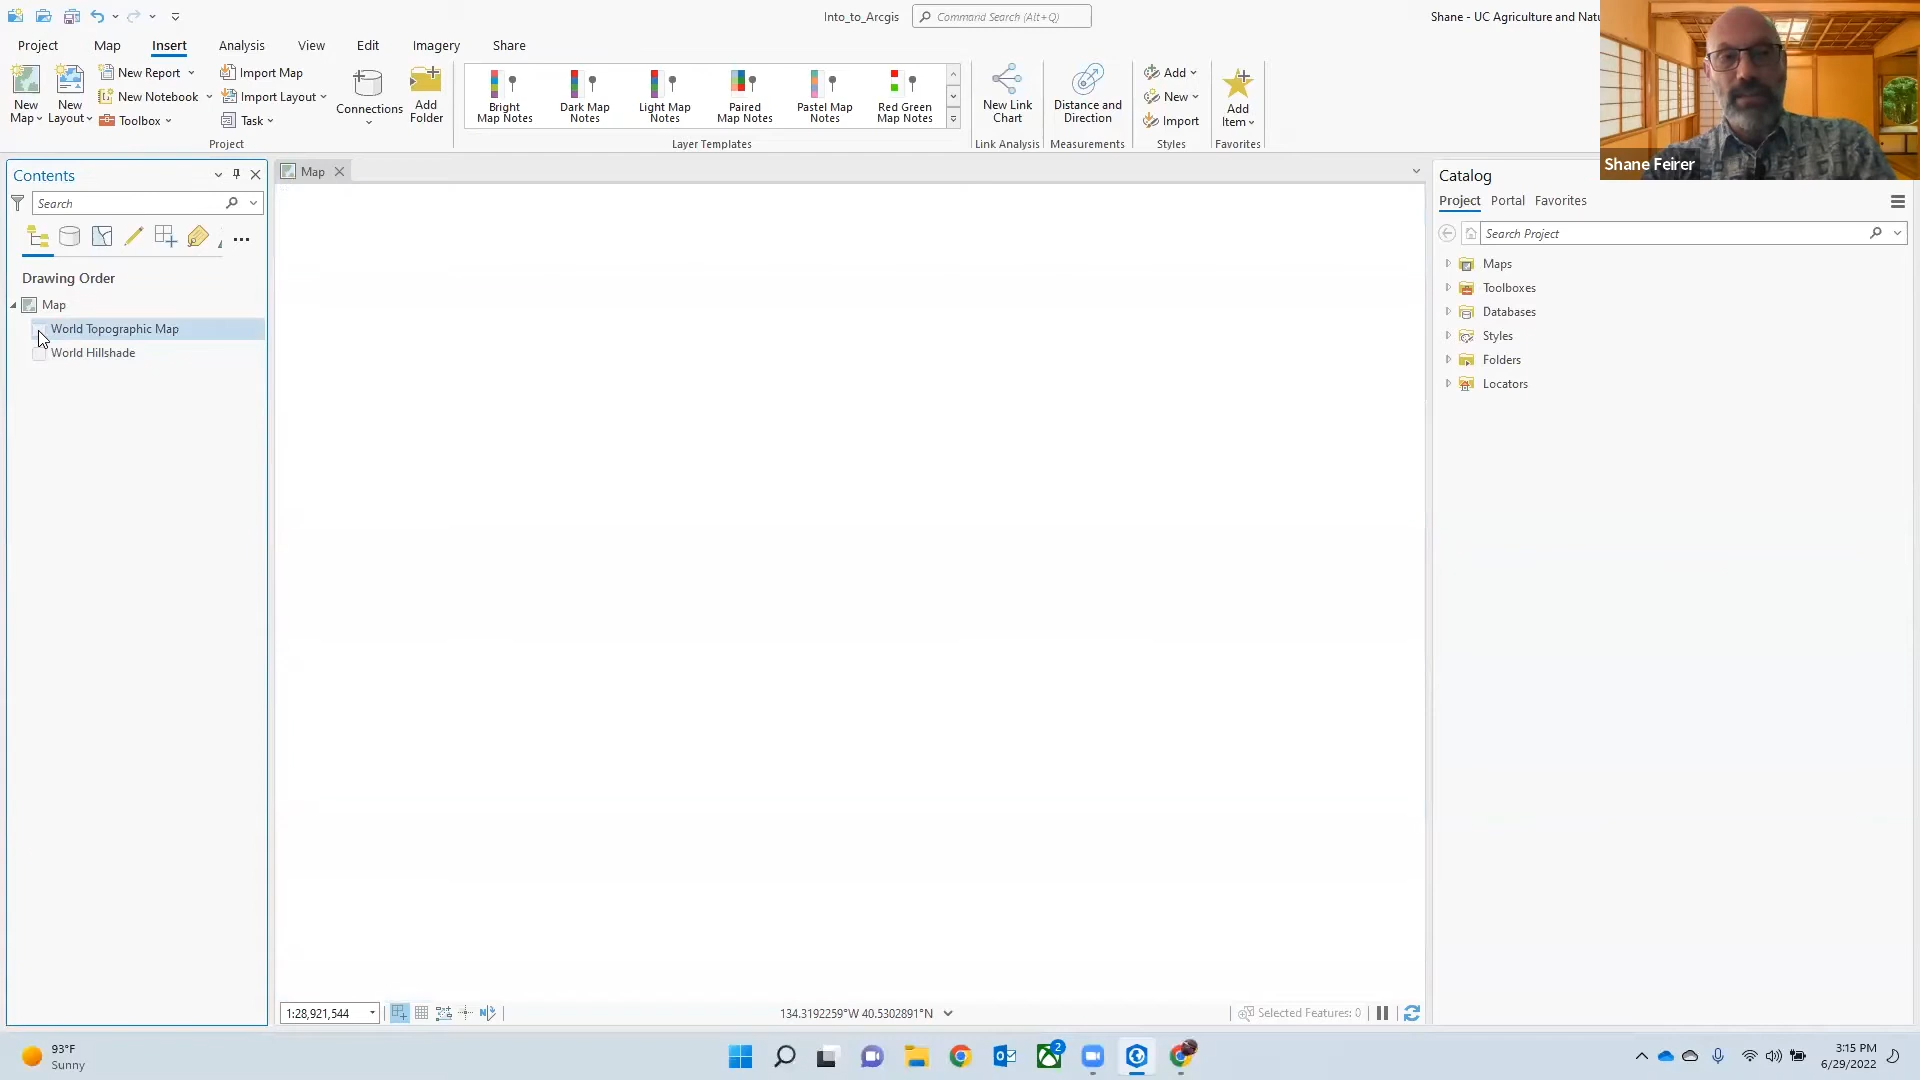 Into_to_Arcgis
Command Search (Alt+Q)
Shane - UC Agriculture and Natu
Project
Map
Insert
Analysis
View
Edit
Imagery
Share
New Map
New Layout
New Report
New Notebook
Toolbox
Import Map
Import Layout
Task
Connections
Add Folder
Bright Map Notes
Dark Map Notes
Light Map Notes
Paired Map Notes
Pastel Map Notes
Red Green Map Notes
New Link Chart
Distance and Direction
Add
New
Import
Add Item
Project
Layer Templates
Link Analysis
Measurements
Styles
Favorites
Shane Feirer
Contents
Search
Drawing Order
Map
World Topographic Map
World Hillshade
Map
Catalog
Project
Portal
Favorites
Search Project
Maps
Toolboxes
Databases
Styles
Folders
Locators
1:28,921,544
134.3192259°W 40.5302891°N
Selected Features: 0
93°F
Sunny
2
3:15 PM
6/29/2022